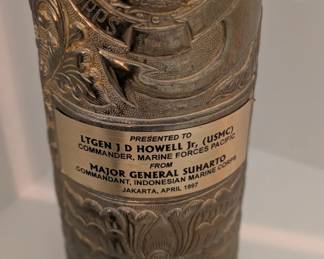 PRESENTED TO
LTGEN J D HOWELL Jr, (USMC)
COMMANDER, MARINE FORCES PACIFIC
FROM
MAJOR GENERAL SUHARTO
COMMANDANT, INDONESIAN MARINE CORPS
JAKARTA, APRIL 1997